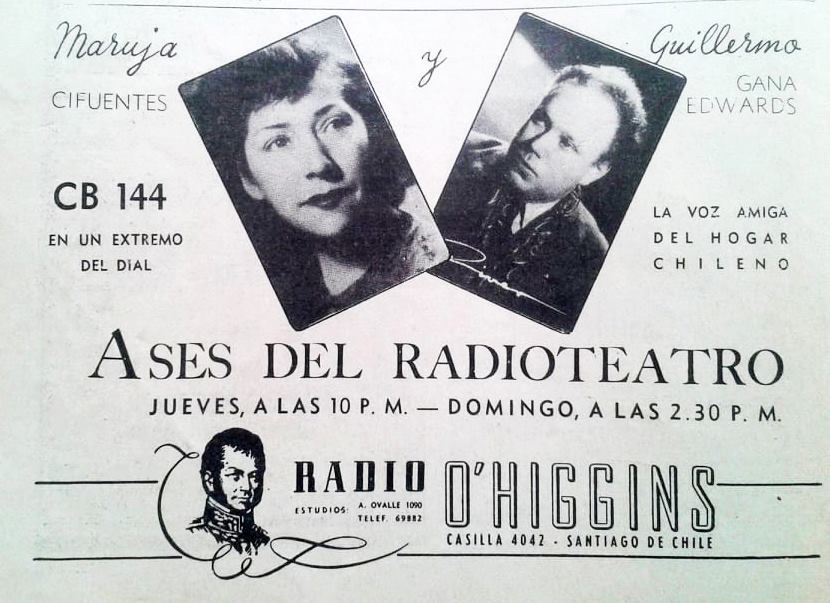 Maruja
CIFUENTES
y
Guillermo
GANA
EDWARDS
CB 144
EN UN EXTREMO
DEL DIAL
LA VOZ AMIGA
DEL HOGAR
CHILENO
ASES DEL RADIOTEATRO
JUEVES, A LAS 10 P. M. — DOMINGO, A LAS 2.30 P. M.
RADIO O'HIGGINS
ESTUDIOS: A. OVALLE 1090
TELEF. 69882
CASILLA 4042 - SANTIAGO DE CHILE